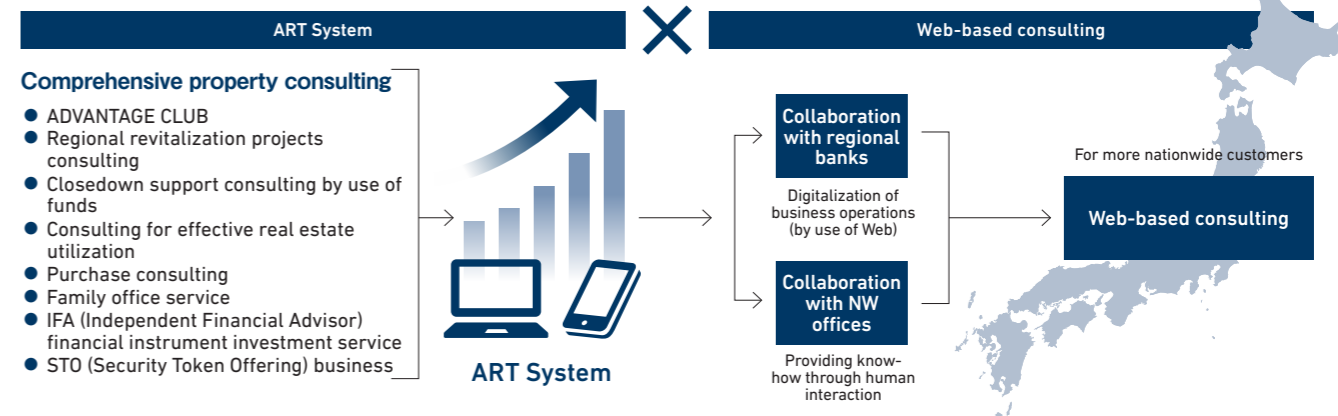 ART System
Web-based consulting
Comprehensive property consulting
● ADVANTAGE CLUB
● Regional revitalization projects
consulting
● Closedown support consulting by use of
funds
● Consulting for effective real estate
utilization
● Purchase consulting
● Family office service
● IFA (Independent Financial Advisor)
financial instrument investment service
● STO (Security Token Offering) business
ART System
Collaboration
with regional
banks
Digitalization of
business operations
(by use of Web)
Collaboration
with NW
offices
Providing know-
how through human
interaction
For more nationwide customers
Web-based consulting